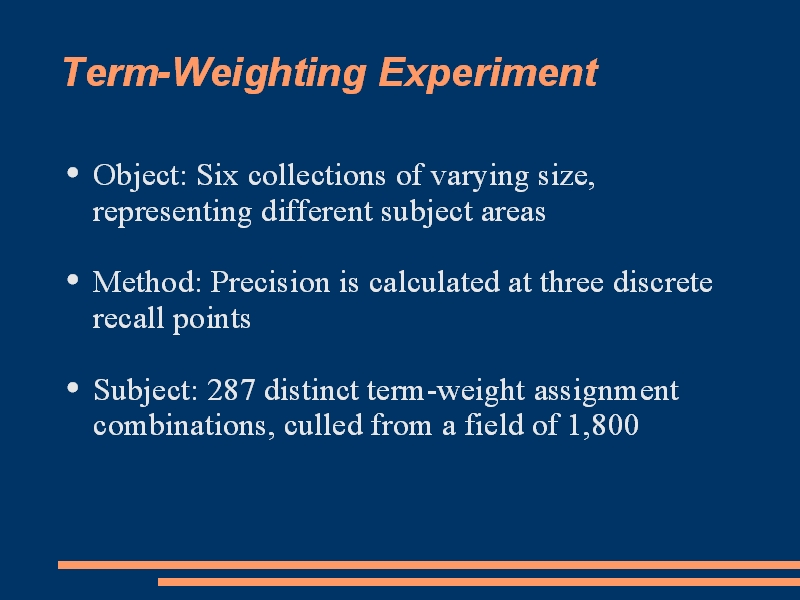 Term-Weighting Experiment
• Object: Six collections of varying size,
representing different subject areas
• Method: Precision is calculated at three discrete
recall points
• Subject: 287 distinct term-weight assignment
combinations, culled from a field of 1,800